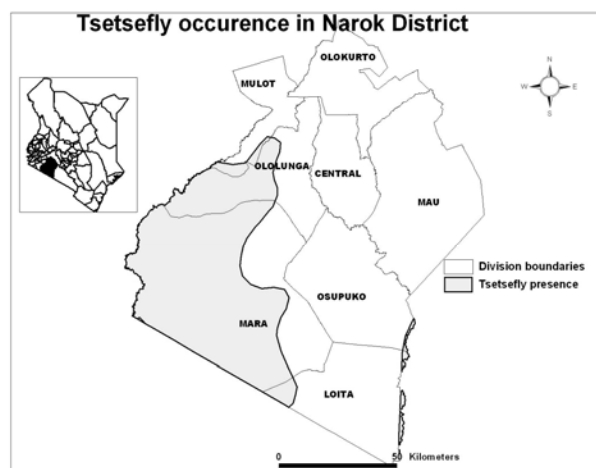 Tsetsefly occurence in Narok District
OLOKURTO
MULOT
N
W E
S
OLOLUNGA
CENTRAL
MAU
Division boundaries
Tsetsefly presence
OSUPUKO
MARA
LOITA
0 50 Kilometers